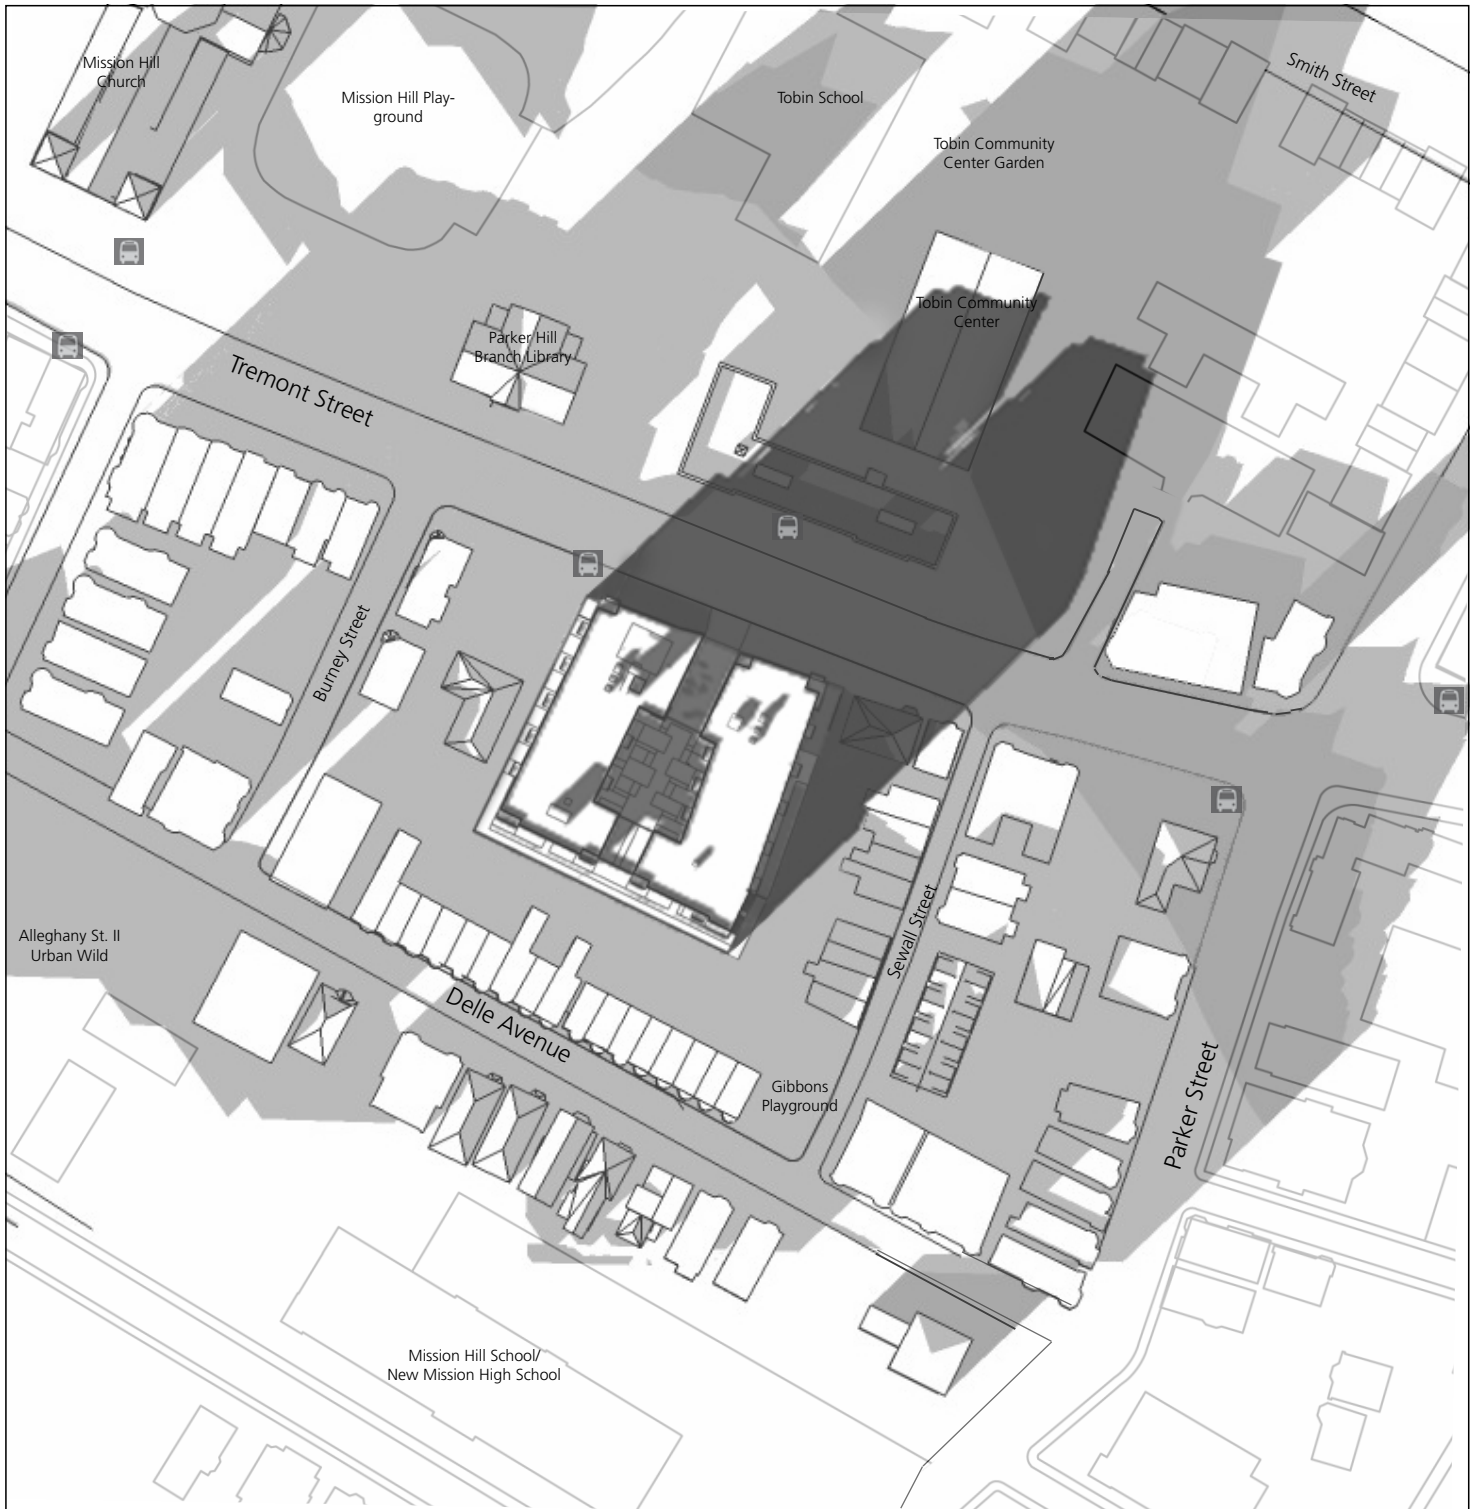 Mission Hill
Church
Mission Hill Play-
ground
Tobin School
Smith Street
Tobin Community
Center Garden
Tobin Community
Center
Parker Hill
Branch Library
Tremont Street
Burney Street
Sewall Street
Alleghany St. II
Urban Wild
Delle Avenue
Gibbons
Playground
Parker Street
Mission Hill School/
New Mission High School